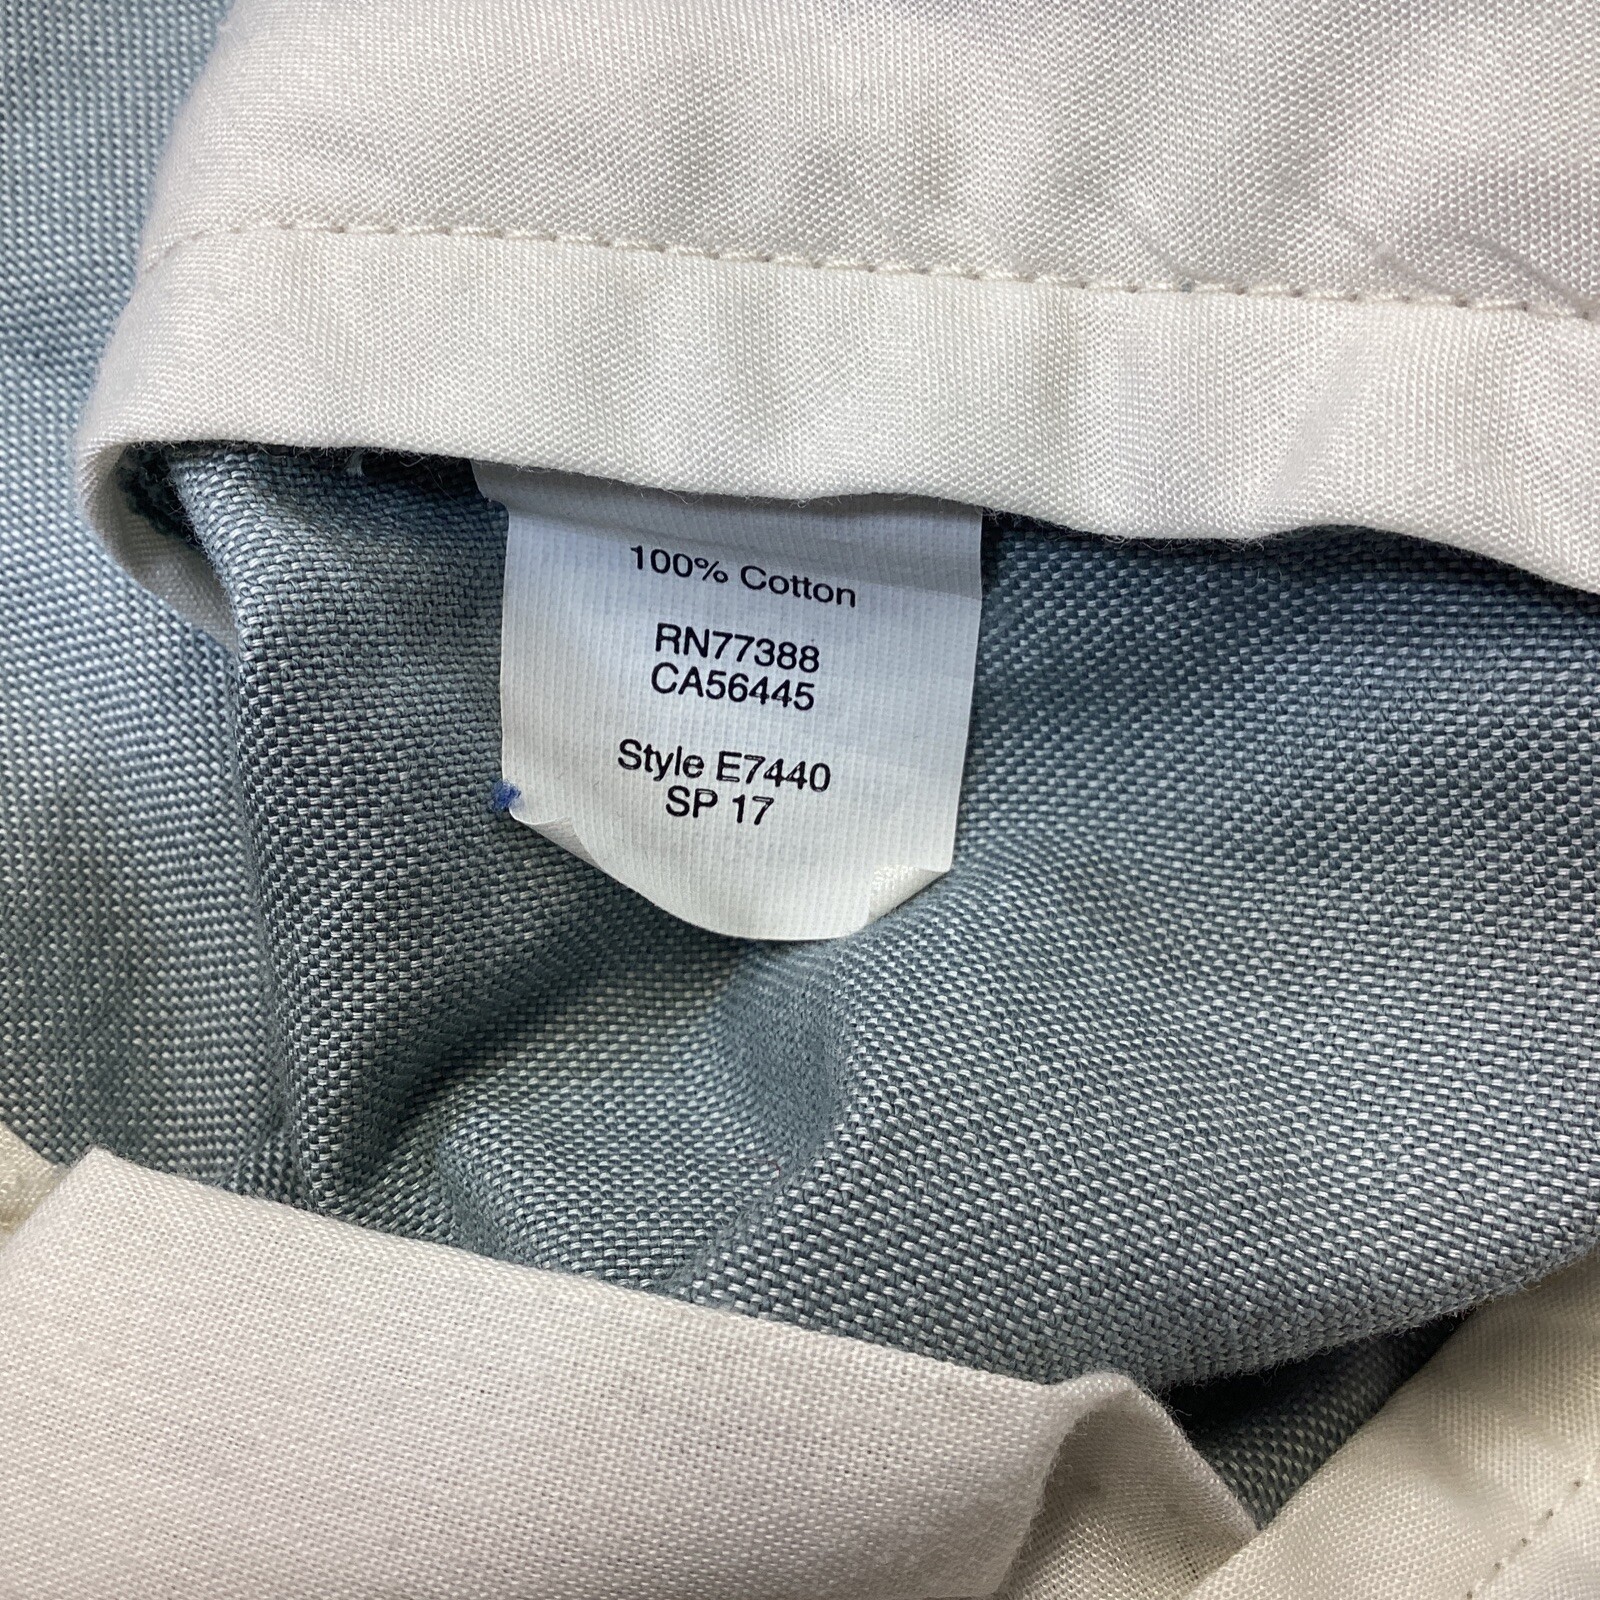 100% Cotton
RN77388
CA56445
Style E7440
SP 17